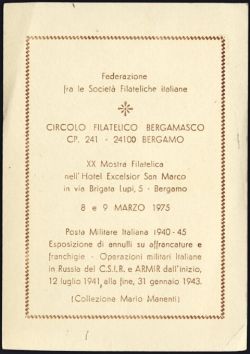 Federazione
fra le Società Filateliche italiane
CIRCOLO FILATELICO BERGAMASCO
CP. 241 - 24100 BERGAMO
XX Mostra Filatelica
nell'Hotel Excelsior San Marco
in via Brigata Lupi, 5 - Bergamo
8 e 9 MARZO 1975
Posta Militare Italiana 1940-45
Esposizione di annulli su affrancature e
franchigie - Operazioni militari Italiane
in Russia del C.S.I.R. e ARMIR dall'inizio,
12 luglio 1941, alla fine, 31 gennaio 1943.
(Collezione Mario Manenti)